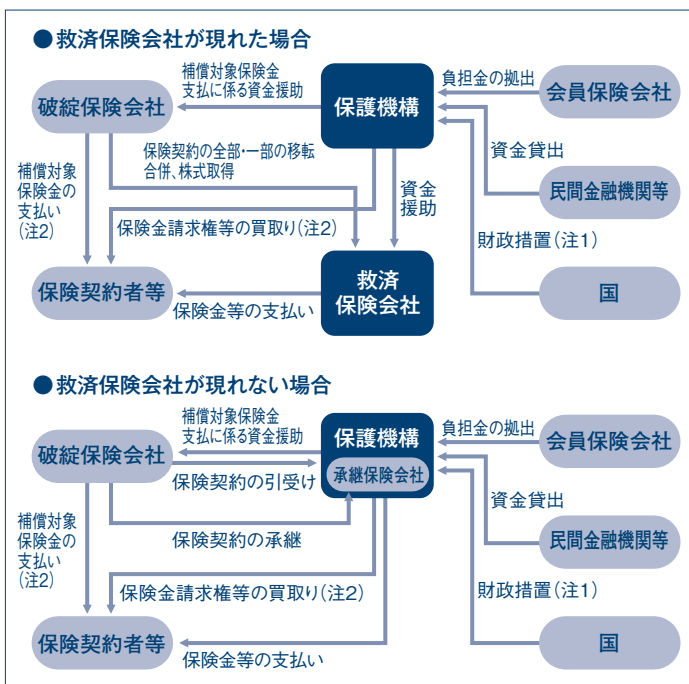 ●救済保険会社が現れた場合
補償対象保険金
支払に係る資金援助
負担金の拠出
破綻保険会社
保護機構
会員保険会社
保険契約の全部・一部の移転
合併、株式取得
資金貸出
補償対象
保険金の
支払い
(注2)
資金
援助
民間金融機関等
保険金請求権等の買取り(注2)
財政措置(注1)
保険契約者等
救済
保険会社
国
保険金等の支払い
●救済保険会社が現れない場合
補償対象保険金
支払に係る資金援助
負担金の拠出
破綻保険会社
保護機構
承継保険会社
会員保険会社
保険契約の引受け
資金貸出
補償対象
保険金の
支払い
(注2)
保険契約の承継
民間金融機関等
保険金請求権等の買取り(注2)
財政措置(注1)
保険契約者等
国
保険金等の支払い